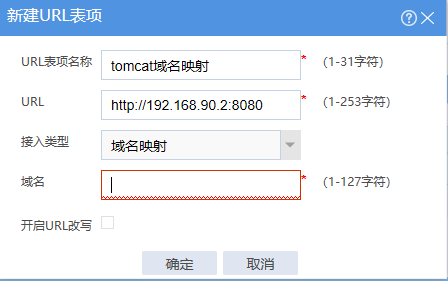 新建URL表项
URL表项名称 tomcat域名映射 * (1-31字符)
URL http://192.168.90.2:8080 * (1-253字符)
接入类型 域名映射
域名 * (1-127字符)
开启URL改写
确定 取消